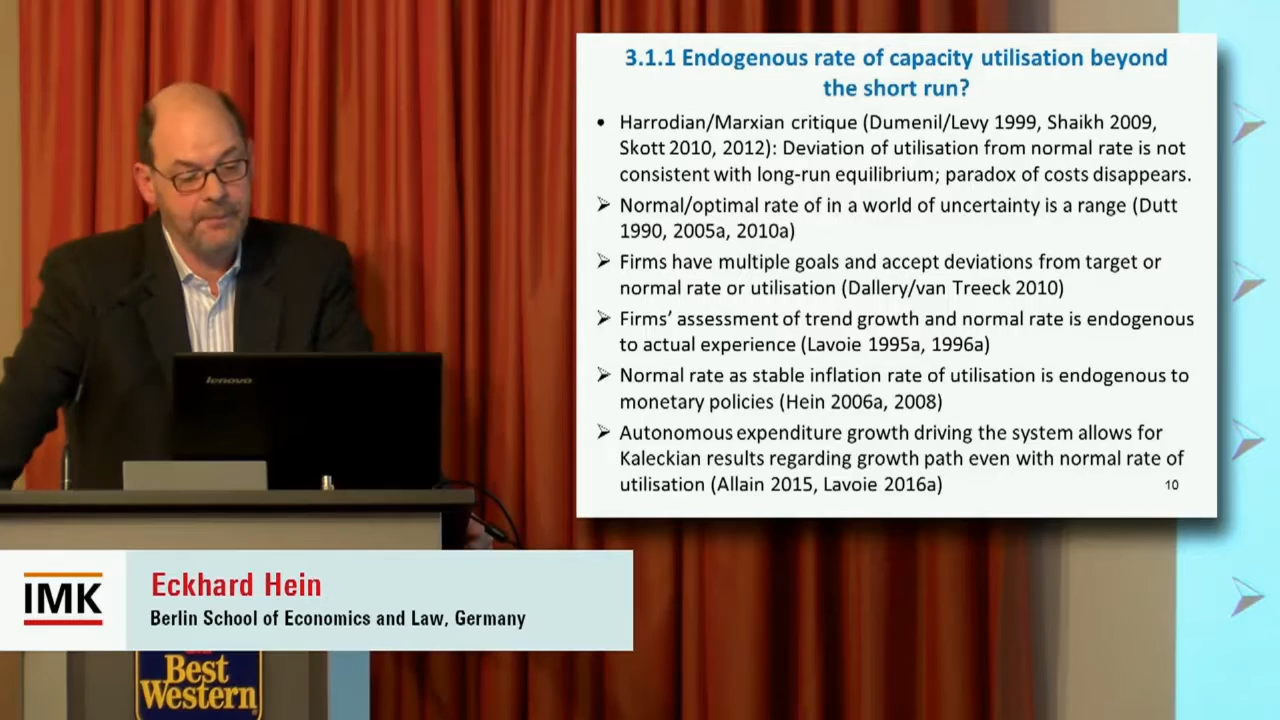 3.1.1 Endogenous rate of capacity utilisation beyond
the short run?
• Harrodian/Marxian critique (Dumenil/Levy 1999, Shaikh 2009,
Skott 2010, 2012): Deviation of utilisation from normal rate is not
consistent with long-run equilibrium; paradox of costs disappears.
➢ Normal/optimal rate of in a world of uncertainty is a range (Dutt
1990, 2005a, 2010a)
➢ Firms have multiple goals and accept deviations from target or
normal rate or utilisation (Dallery/van Treeck 2010)
➢ Firms’ assessment of trend growth and normal rate is endogenous
to actual experience (Lavoie 1995a, 1996a)
➢ Normal rate as stable inflation rate of utilisation is endogenous to
monetary policies (Hein 2006a, 2008)
➢ Autonomous expenditure growth driving the system allows for
Kaleckian results regarding growth path even with normal rate of
utilisation (Allain 2015, Lavoie 2016a)
10
lenovo
IMK
Eckhard Hein
Berlin School of Economics and Law, Germany
Best
Western